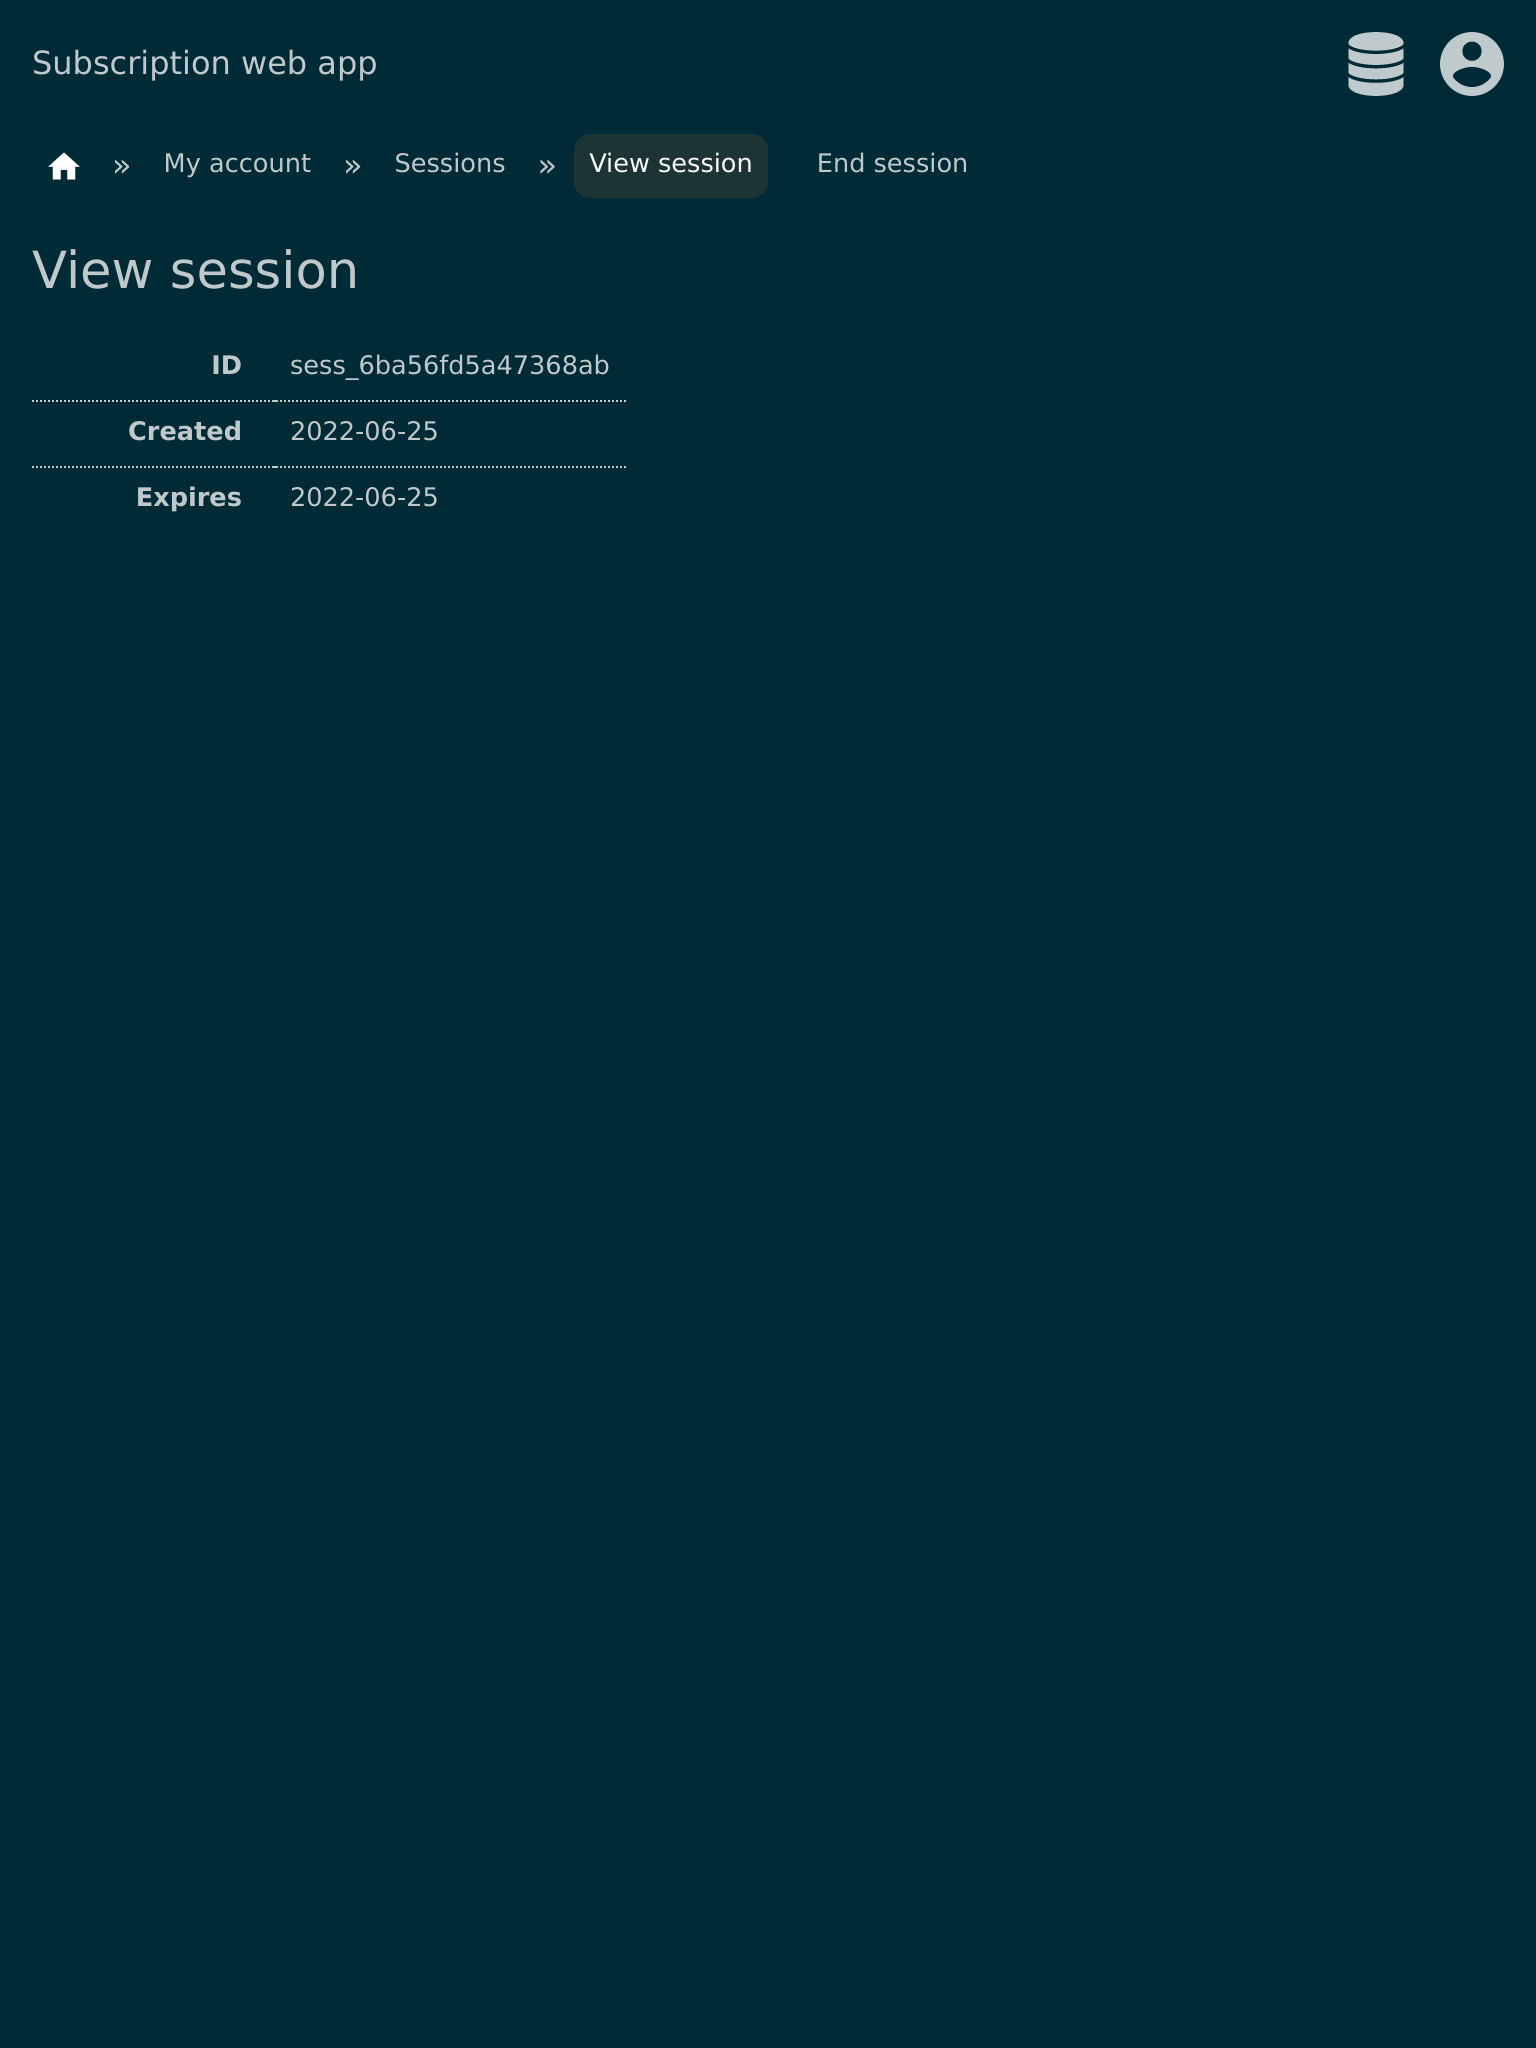 Subscription web app
» My account » Sessions » View session End session
View session
ID sess_6ba56fd5a47368ab
Created 2022-06-25
Expires 2022-06-25